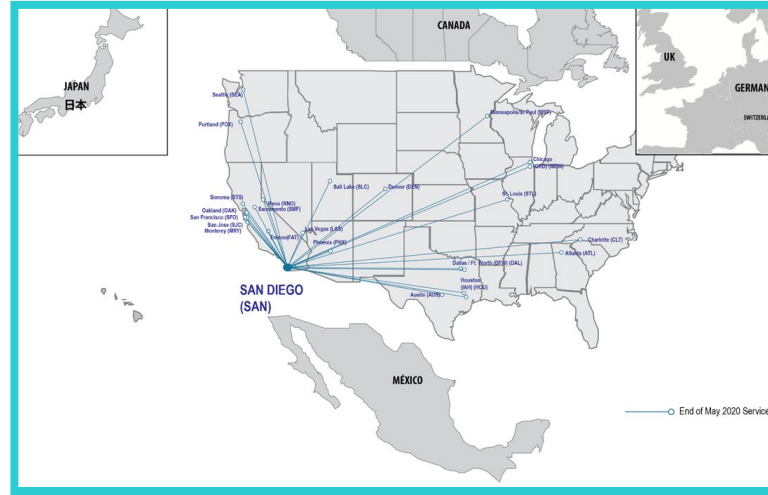 CANADA
JAPAN
日本
UK
GERMAN
SWITZERLA
Seattle (SEA)
Portland (PDX)
Minneapolis/St. Paul (MSP)
Chicago
(ORD) (MDW)
Salt Lake (SLC)
Denver (DEN)
St. Louis (STL)
Sonoma (STS)
Reno (RNO)
Sacramento (SMF)
Oakland (OAK)
San Francisco (SFO)
San Jose (SJC)
Monterey (MRY)
Fresno(FAT)
Las Vegas (LAS)
Phoenix (PHX)
Charlotte (CLT)
Atlanta (ATL)
Dallas / Ft. Worth (DFW) (DAL)
Houston
(IAH) (HOU)
Austin (AUS)
SAN DIEGO
(SAN)
MÉXICO
End of May 2020 Service